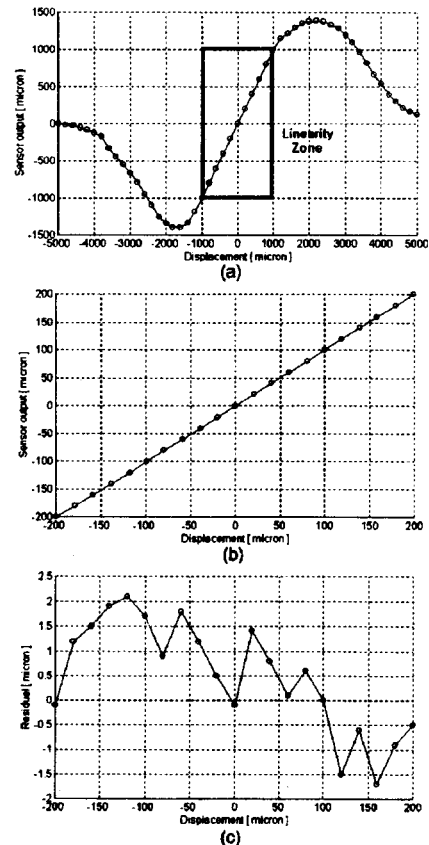 1500
1000
500
0
-500
-1000
-1500
Sensor output [ micron ]
Linearity
Zone
-5000 -4000 -3000 -2000 -1000 0 1000 2000 3000 4000 5000
Displacement [ micron ]
(a)
200
150
100
50
0
-50
-100
-150
-200
Sensor output [ micron ]
-200 -150 -100 -50 0 50 100 150 200
Displacement [ micron ]
(b)
2.5
2
1.5
1
0.5
0
-0.5
-1
-1.5
-2
Residual [ micron ]
-200 -150 -100 -50 0 50 100 150 200
Displacement [ micron ]
(c)